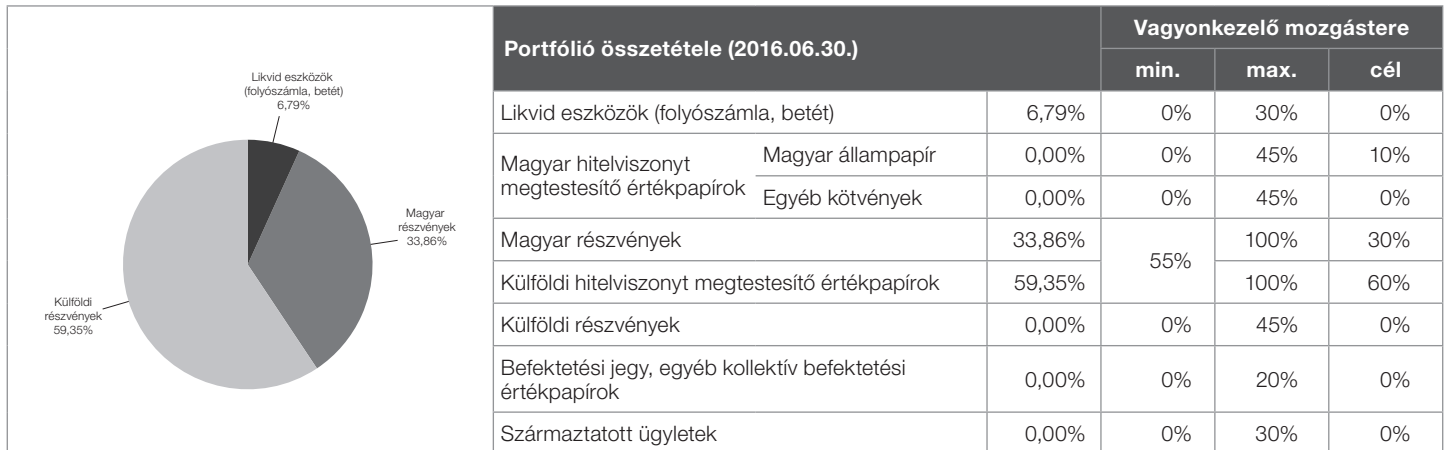 Likvid eszközök
(folyószámla, betét)
6,79%
Magyar
részvények
33,86%
Külföldi
részvények
59,35%
Portfólió összetétele (2016.06.30.) Vagyonkezelő mozgástere
min. max. cél
Likvid eszközök (folyószámla, betét) 6,79% 0% 30% 0%
Magyar hitelviszonyt
megtestesítő értékpapírok
Magyar állampapír 0,00% 0% 45% 10%
Egyéb kötvények 0,00% 0% 45% 0%
Magyar részvények 33,86% 55% 100% 30%
Külföldi hitelviszonyt megtestesítő értékpapírok 59,35% 100% 60%
Külföldi részvények 0,00% 0% 45% 0%
Befektetési jegy, egyéb kollektív befektetési
értékpapírok 0,00% 0% 20% 0%
Származtatott ügyletek 0,00% 0% 30% 0%